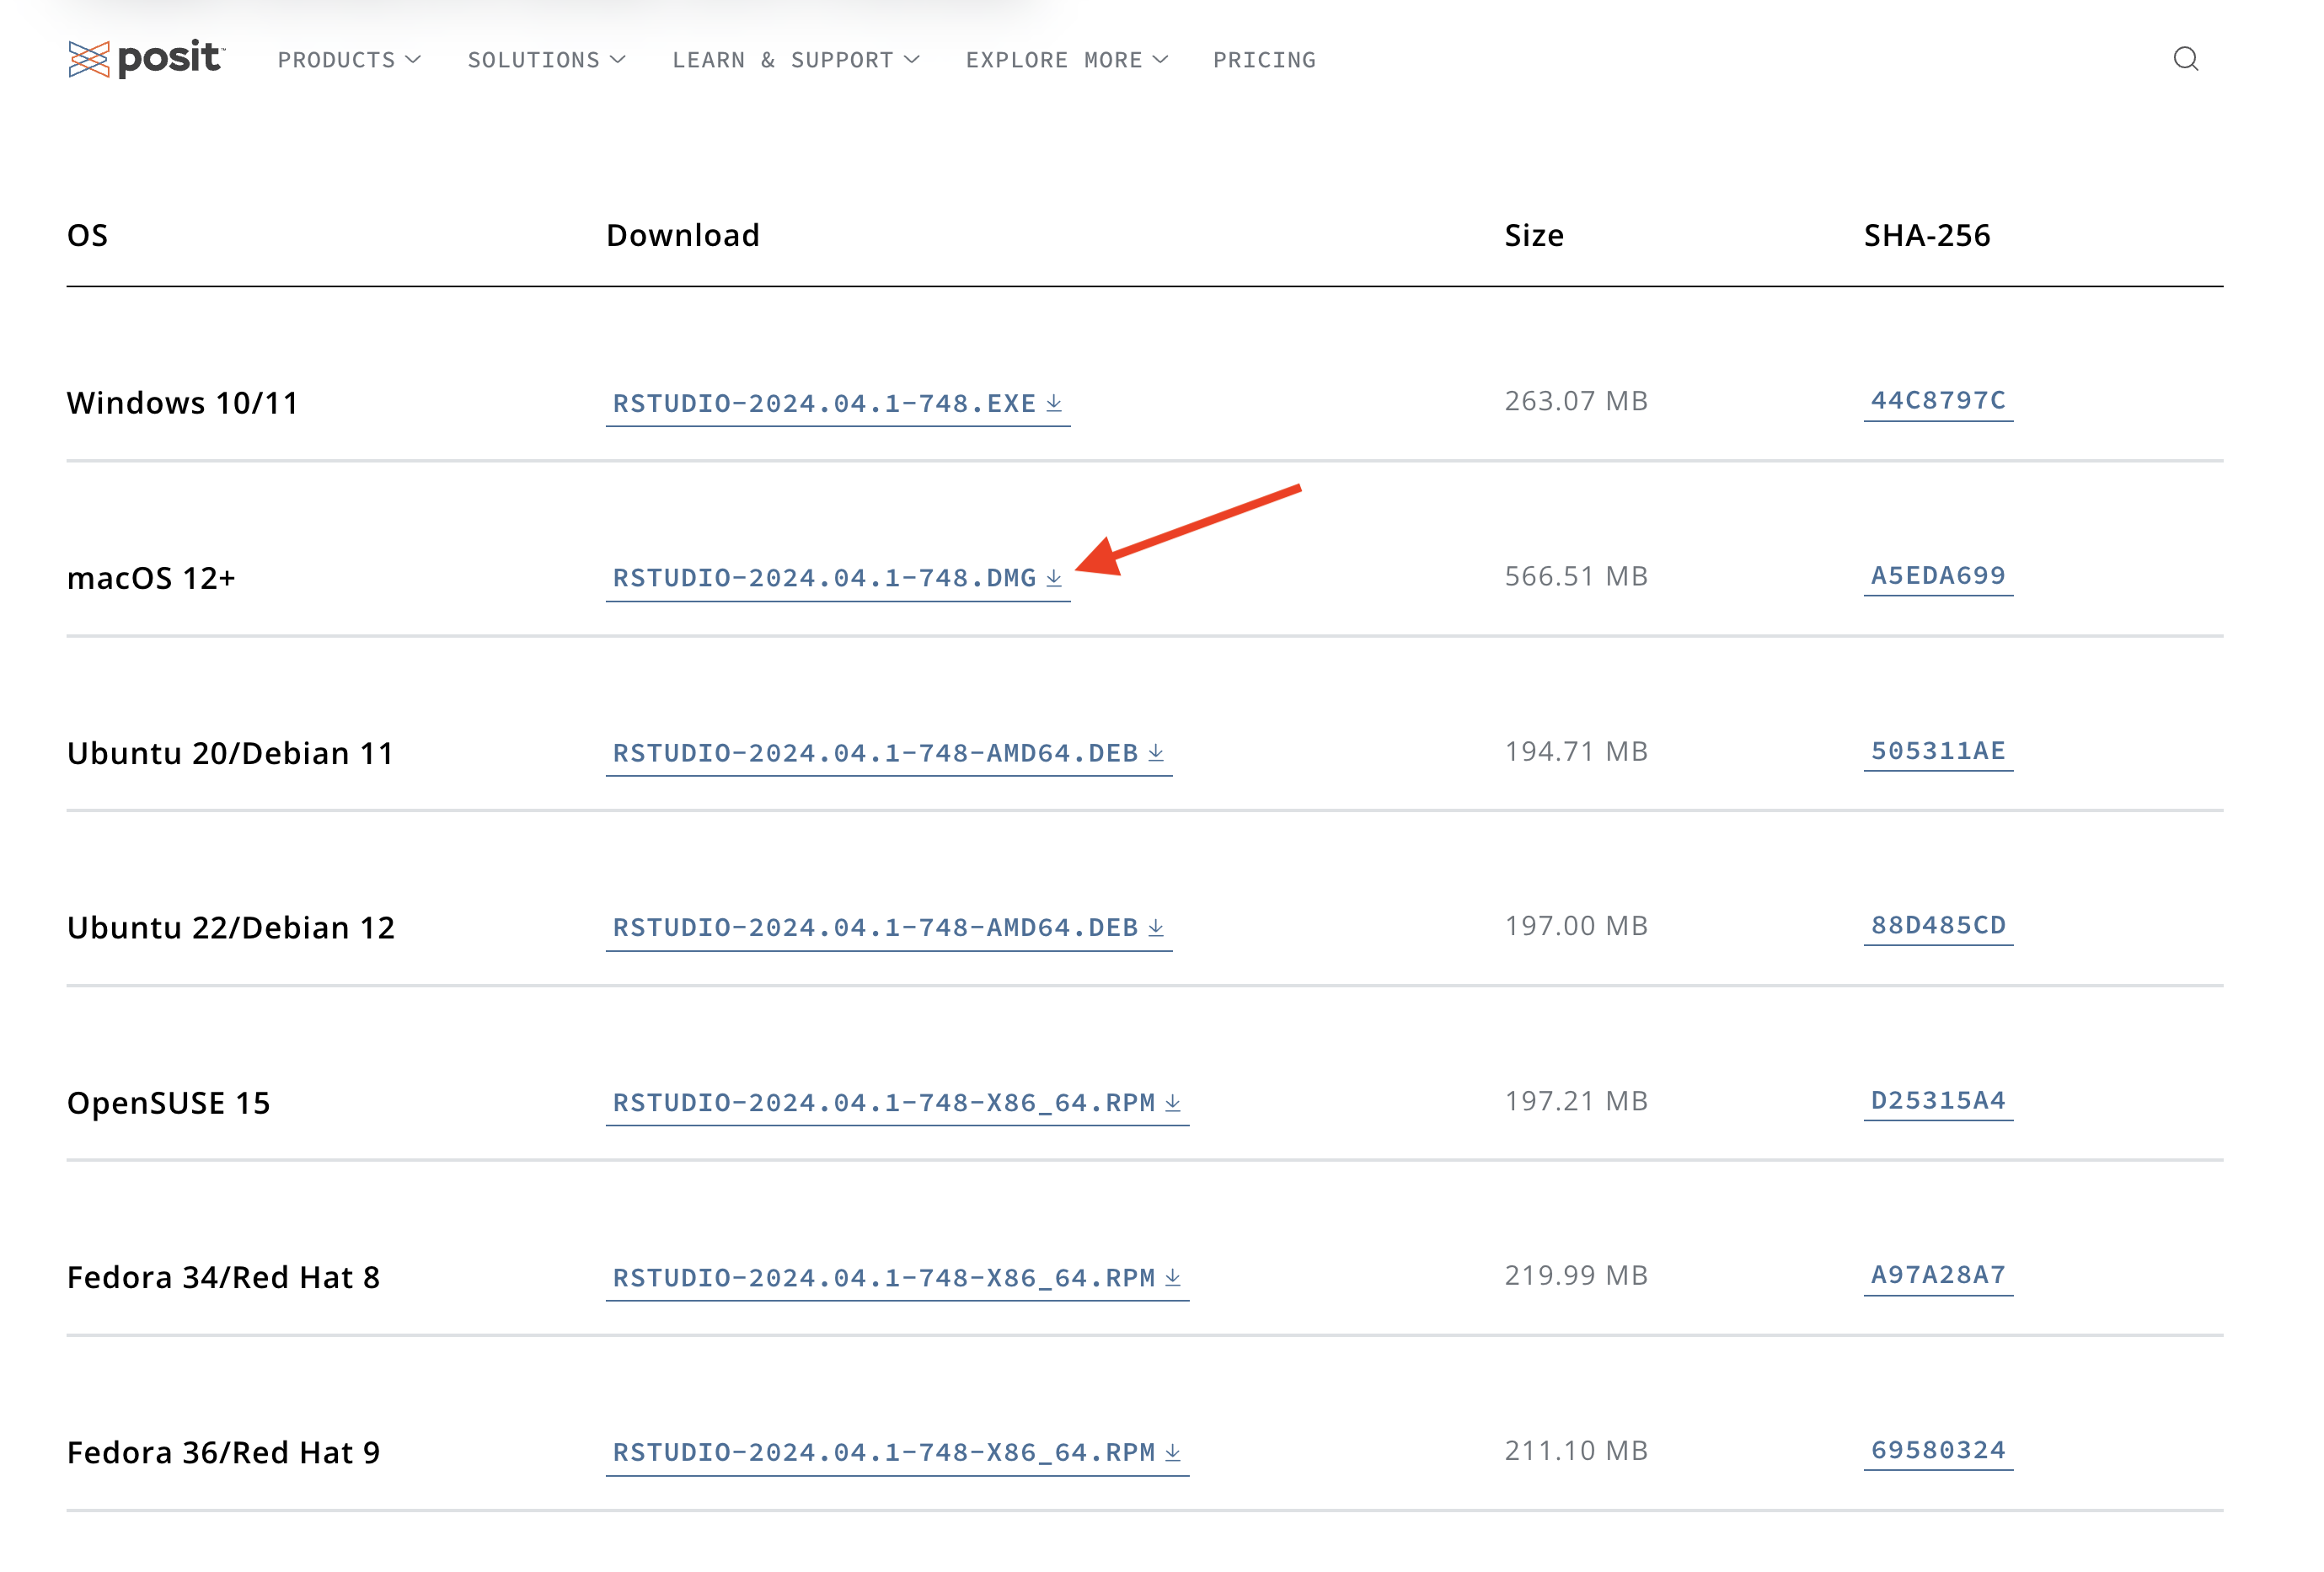 posit™ PRODUCTS SOLUTIONS LEARN & SUPPORT EXPLORE MORE PRICING
OS Download Size SHA-256
Windows 10/11 RSTUDIO-2024.04.1-748.EXE 263.07 MB 44C8797C
macOS 12+ RSTUDIO-2024.04.1-748.DMG 566.51 MB A5EDA699
Ubuntu 20/Debian 11 RSTUDIO-2024.04.1-748-AMD64.DEB 194.71 MB 505311AE
Ubuntu 22/Debian 12 RSTUDIO-2024.04.1-748-AMD64.DEB 197.00 MB 88D485CD
OpenSUSE 15 RSTUDIO-2024.04.1-748-X86_64.RPM 197.21 MB D25315A4
Fedora 34/Red Hat 8 RSTUDIO-2024.04.1-748-X86_64.RPM 219.99 MB A97A28A7
Fedora 36/Red Hat 9 RSTUDIO-2024.04.1-748-X86_64.RPM 211.10 MB 69580324